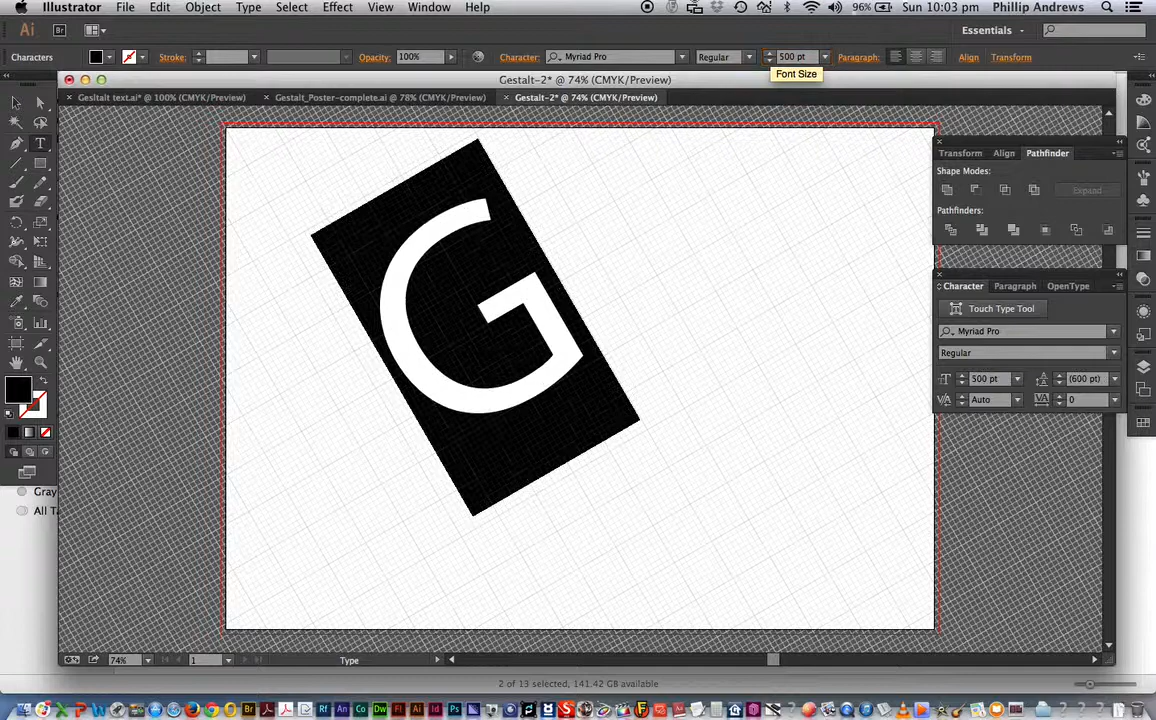 Illustrator File Edit Object Type Select Effect View Window Help 96% Sun 10:03 pm Phillip Andrews
Ai Br Essentials
Characters Stroke: Opacity: 100% Character: Myriad Pro Regular 500 pt Paragraph: Align Transform
Font Size
Gestalt-2* @ 74% (CMYK/Preview)
Gesltalt text.ai* @ 100% (CMYK/Preview) Gestalt_Poster-complete.ai @ 78% (CMYK/Preview) Gestalt-2* @ 74% (CMYK/Preview)
G
Transform Align Pathfinder
Shape Modes:
Expand
Pathfinders:
Character Paragraph OpenType
Touch Type Tool
Myriad Pro
Regular
500 pt (600 pt)
Auto 0
Gray
All Ta
74% 1 Type
2 of 13 selected, 141.42 GB available